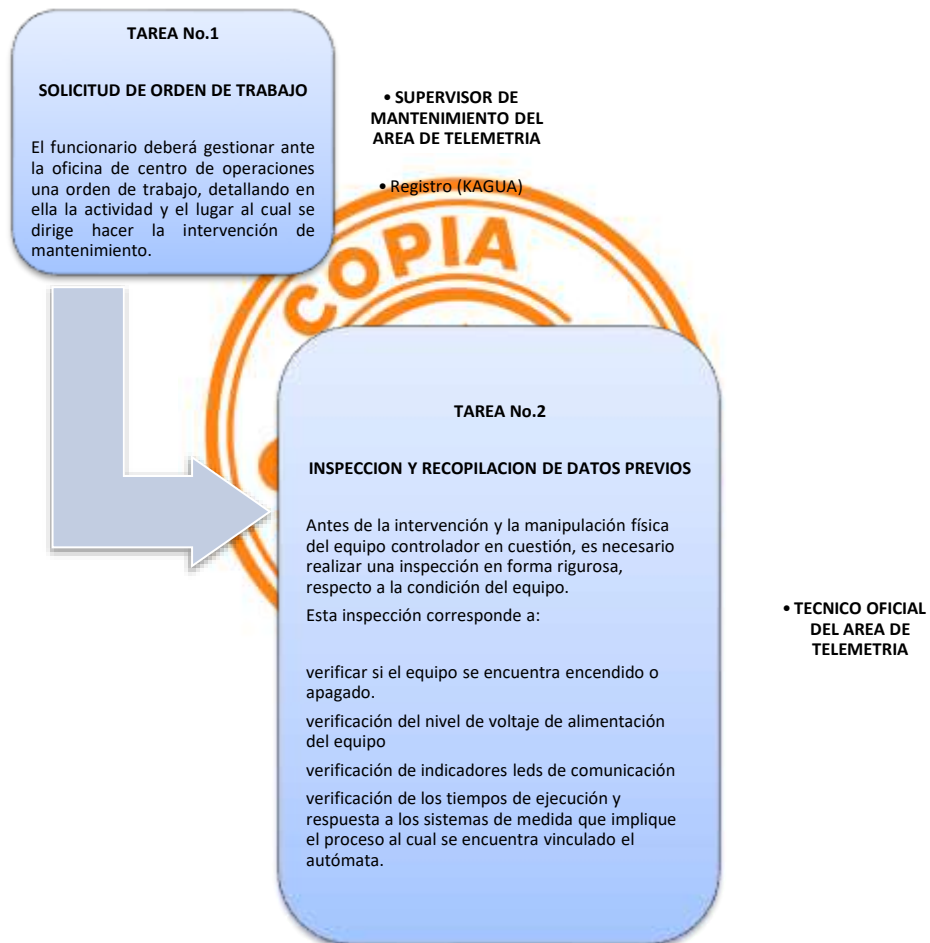 TAREA No.1
SOLICITUD DE ORDEN DE TRABAJO
El funcionario deberá gestionar ante
la oficina de centro de operaciones
una orden de trabajo, detallando en
ella la actividad y el lugar al cual se
dirige hacer la intervención de
mantenimiento.
• SUPERVISOR DE
MANTENIMIENTO DEL
AREA DE TELEMETRIA
• Registro (KAGUA)
COPIA
TAREA No.2
INSPECCION Y RECOPILACION DE DATOS PREVIOS
Antes de la intervención y la manipulación física
del equipo controlador en cuestión, es necesario
realizar una inspección en forma rigurosa,
respecto a la condición del equipo.
Esta inspección corresponde a:
verificar si el equipo se encuentra encendido o
apagado.
verificación del nivel de voltaje de alimentación
del equipo
verificación de indicadores leds de comunicación
verificación de los tiempos de ejecución y
respuesta a los sistemas de medida que implique
el proceso al cual se encuentra vinculado el
autómata.
• TECNICO OFICIAL
DEL AREA DE
TELEMETRIA